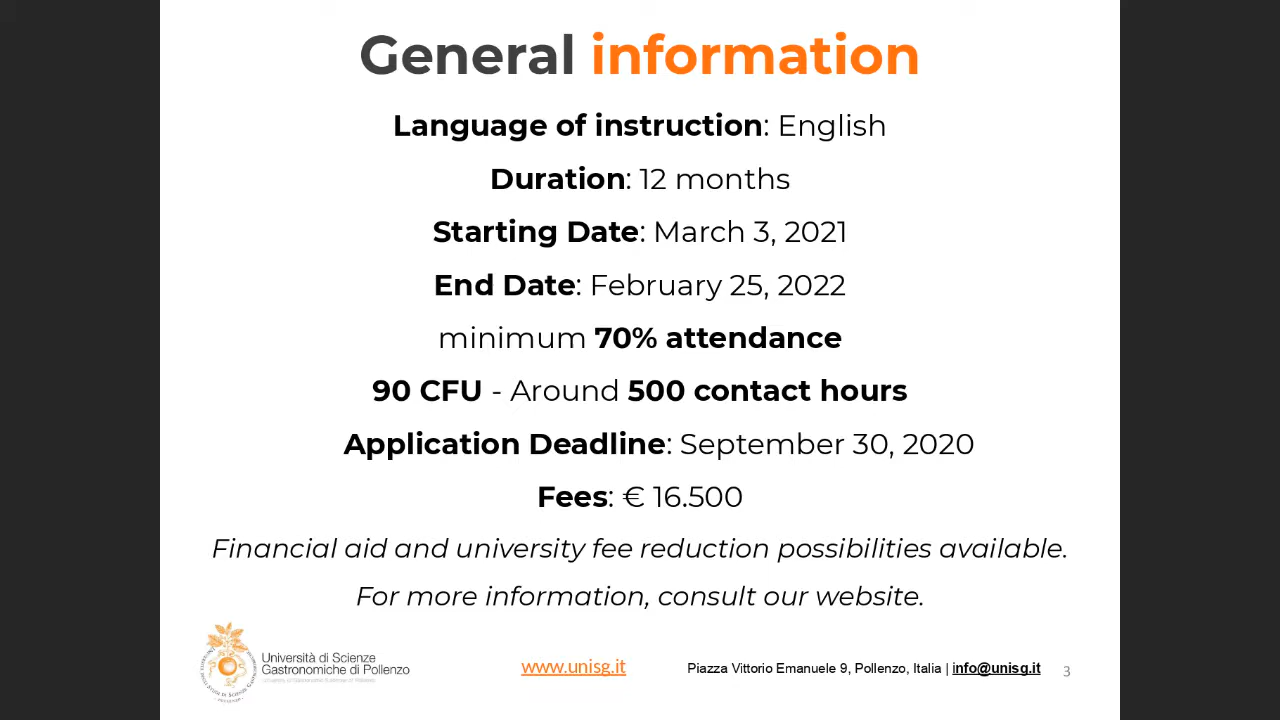 General information
Language of instruction: English
Duration: 12 months
Starting Date: March 3, 2021
End Date: February 25, 2022
minimum 70% attendance
90 CFU - Around 500 contact hours
Application Deadline: September 30, 2020
Fees: € 16.500
Financial aid and university fee reduction possibilities available.
For more information, consult our website.
Università di Scienze
Gastronomiche di Pollenzo
www.unisg.it
Piazza Vittorio Emanuele 9, Pollenzo, Italia | info@unisg.it
3